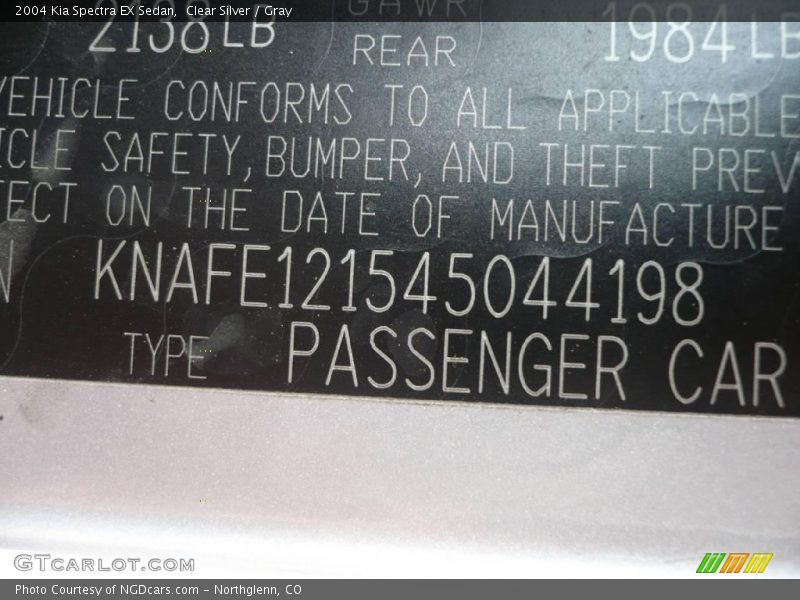 2004 Kia Spectra EX Sedan,  Clear Silver / Gray
GAWR
2138LB REAR 1984LB
VEHICLE CONFORMS TO ALL APPLICABLE
ICLE SAFETY, BUMPER, AND THEFT PREV
TECT ON THE DATE OF MANUFACTURE
N KNAFE121545044198
TYPE PASSENGER CAR
GTCARLOT.COM
Photo Courtesy of NGDcars.com - Northglenn, CO